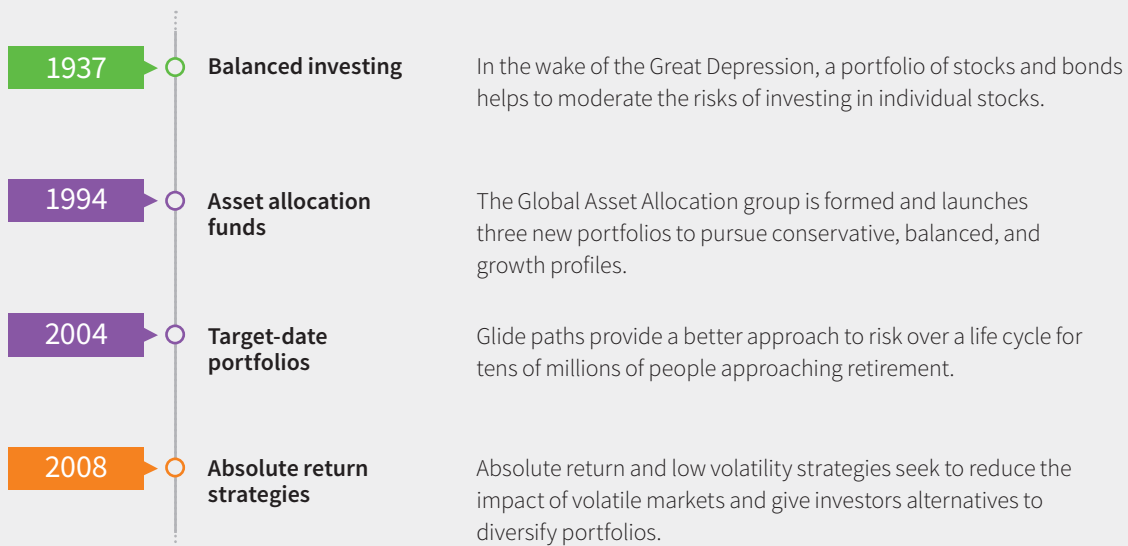 1937
Balanced investing
In the wake of the Great Depression, a portfolio of stocks and bonds
helps to moderate the risks of investing in individual stocks.
1994
Asset allocation
funds
The Global Asset Allocation group is formed and launches
three new portfolios to pursue conservative, balanced, and
growth profiles.
2004
Target-date
portfolios
Glide paths provide a better approach to risk over a life cycle for
tens of millions of people approaching retirement.
2008
Absolute return
strategies
Absolute return and low volatility strategies seek to reduce the
impact of volatile markets and give investors alternatives to
diversify portfolios.